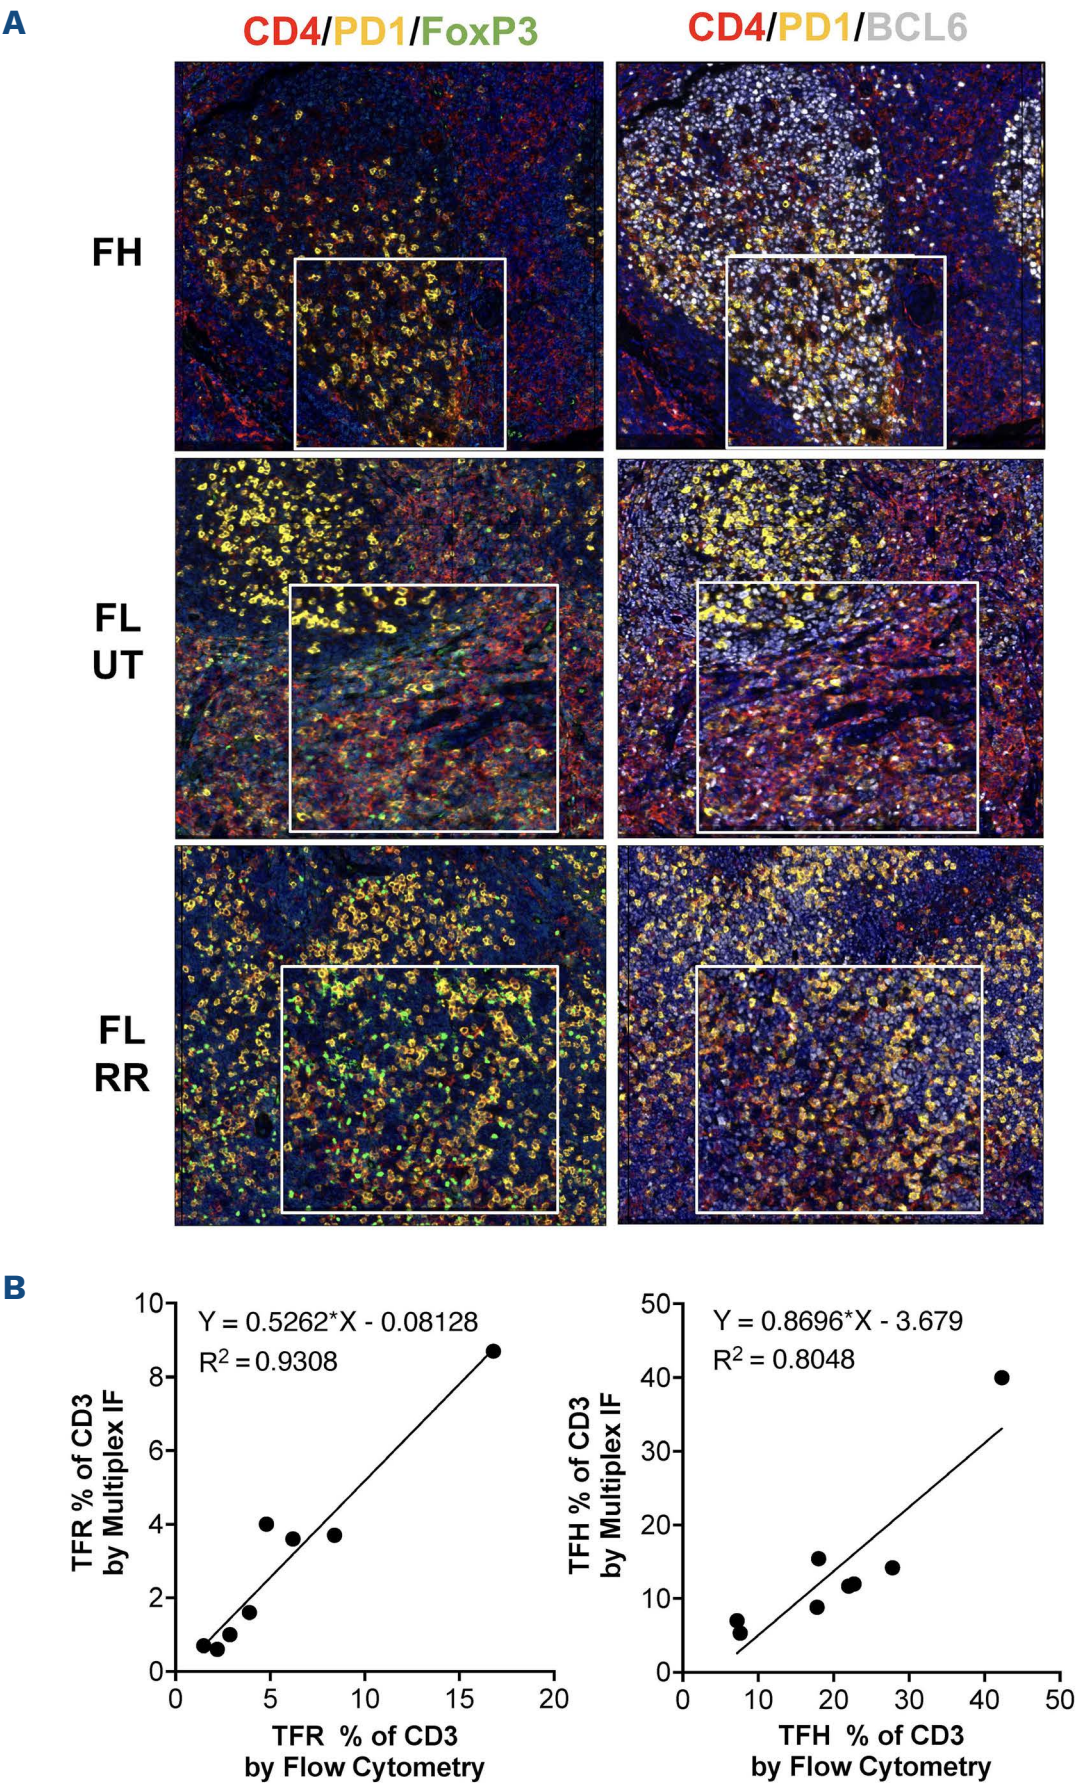 A
CD4/PD1/FoxP3
CD4/PD1/BCL6
FH
FL
UT
FL
RR
B
Y = 0.5262*X - 0.08128
R² = 0.9308
10
8
6
4
2
0
0 5 10 15 20
TFR % of CD3
by Multiplex IF
TFR % of CD3
by Flow Cytometry
Y = 0.8696*X - 3.679
R² = 0.8048
50
40
30
20
10
0
0 10 20 30 40 50
TFH % of CD3
by Multiplex IF
TFH % of CD3
by Flow Cytometry